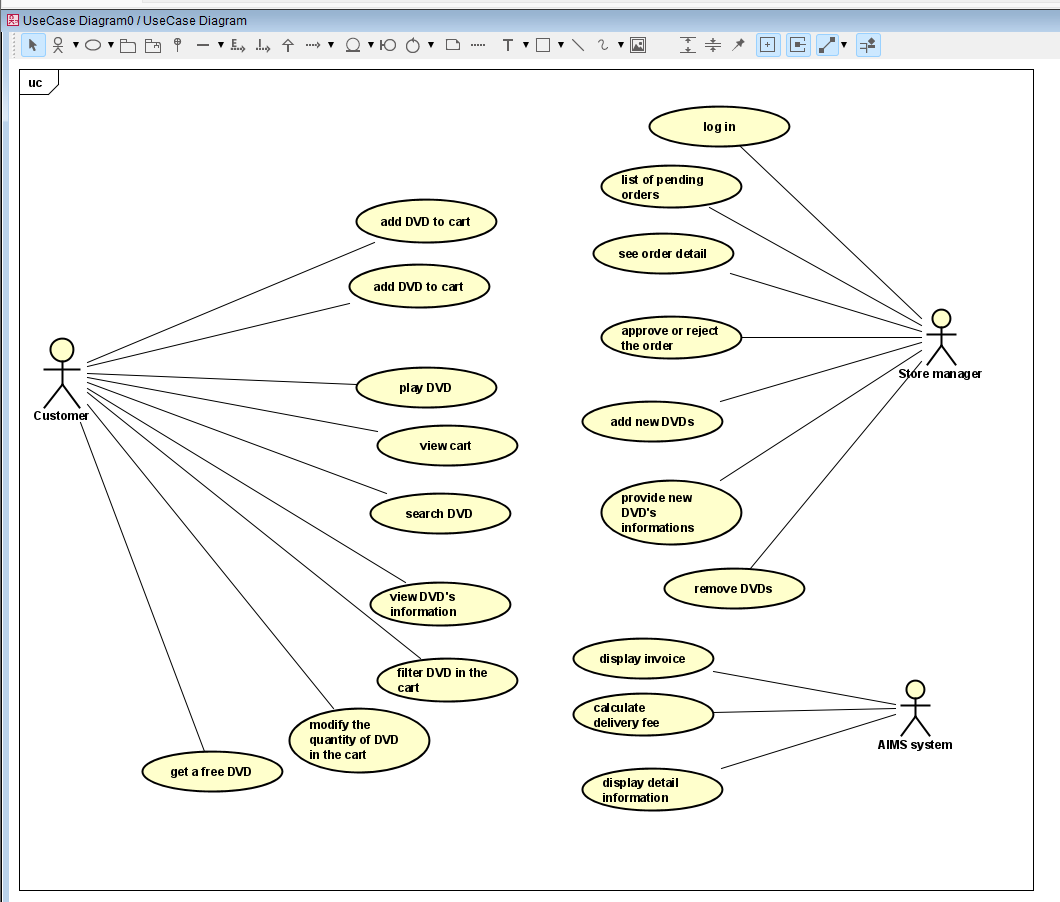 UseCase Diagram0 / UseCase Diagram
uc
log in
list of pending
orders
add DVD to cart
see order detail
add DVD to cart
approve or reject
the order
Store manager
play DVD
Customer
add new DVDs
view cart
search DVD
provide new
DVD's
informations
view DVD's
information
remove DVDs
filter DVD in the
cart
display invoice
calculate
delivery fee
modify the
quantity of DVD
in the cart
AIMS system
get a free DVD
display detail
information